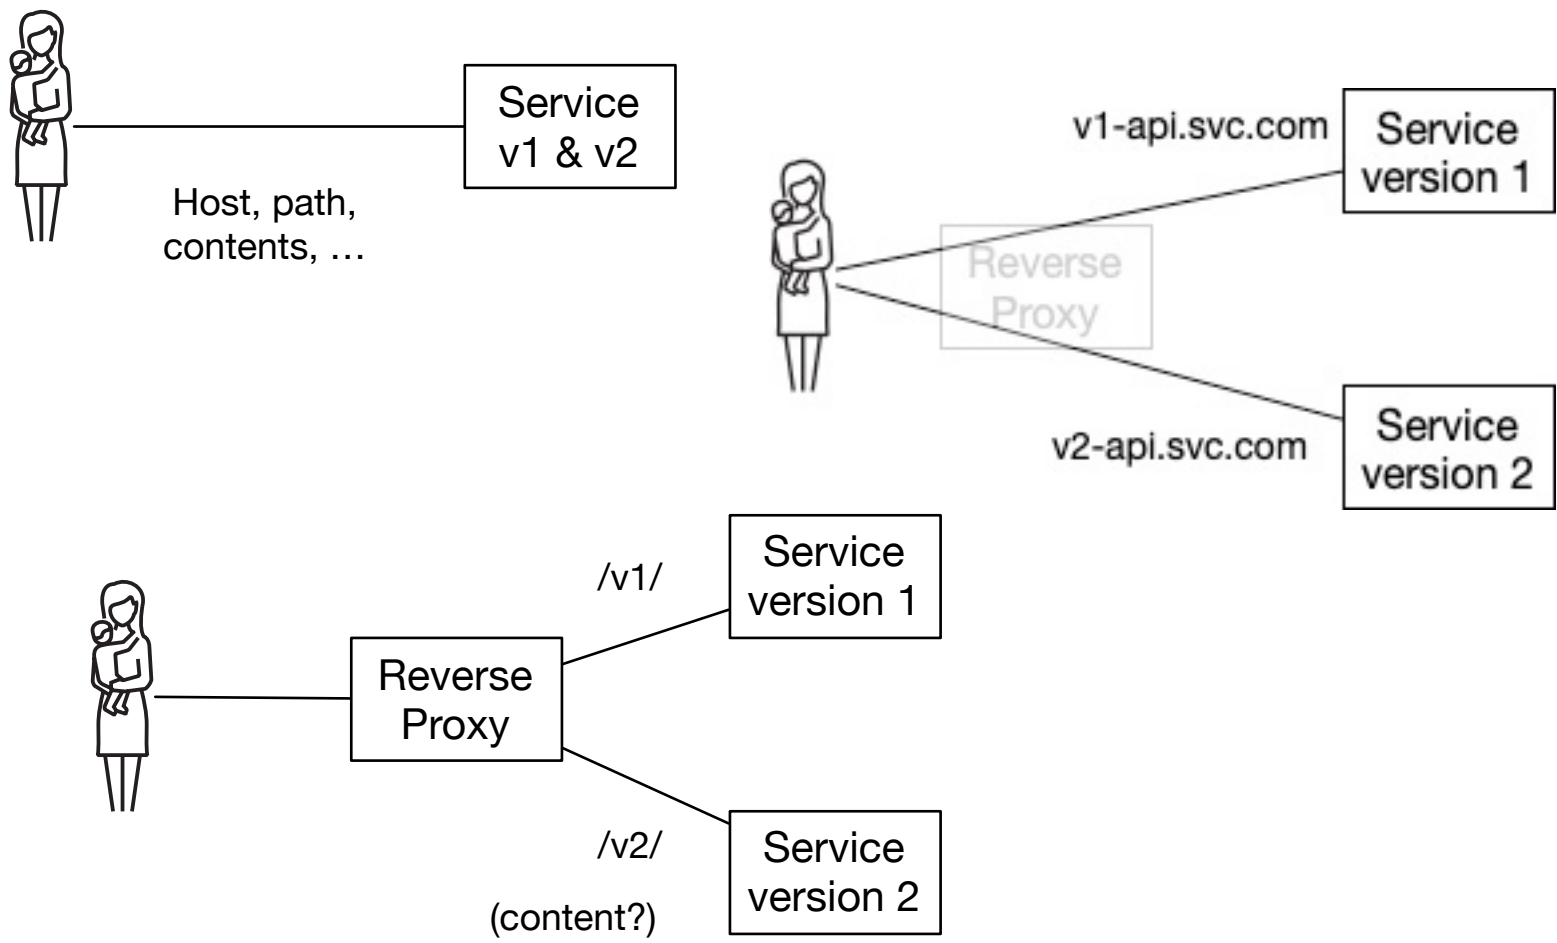 Service
v1 & v2
Host, path,
contents, …
v1-api.svc.com
Service
version 1
Reverse
Proxy
v2-api.svc.com
Service
version 2
/v1/
Service
version 1
Reverse
Proxy
/v2/
(content?)
Service
version 2